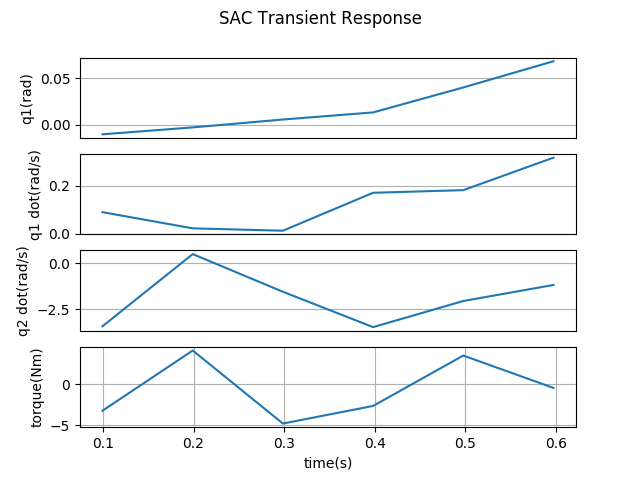 SAC Transient Response
q1(rad)
0.05
0.00
q1 dot(rad/s)
0.2
0.0
q2 dot(rad/s)
0.0
−2.5
torque(Nm)
0
−5
0.1 0.2 0.3 0.4 0.5 0.6
time(s)